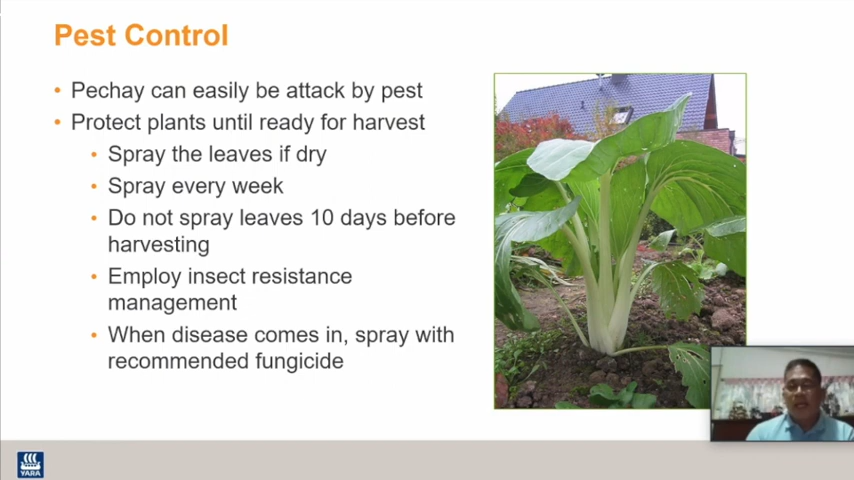 Pest Control
• Pechay can easily be attack by pest
• Protect plants until ready for harvest
• Spray the leaves if dry
• Spray every week
• Do not spray leaves 10 days before
harvesting
• Employ insect resistance
management
• When disease comes in, spray with
recommended fungicide
YARA